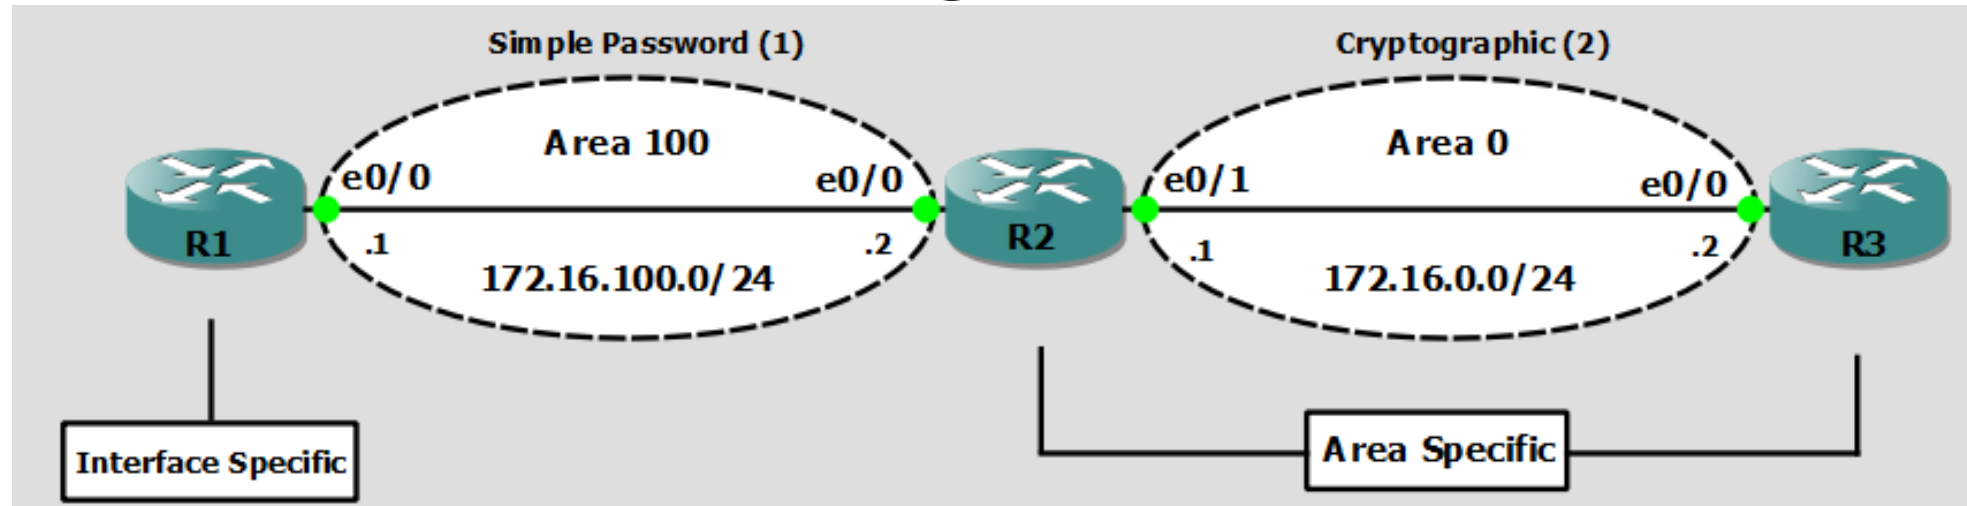 Simple Password (1)
Cryptographic (2)
Area 100
Area 0
e0/0
e0/0
e0/1
e0/0
R1
R2
R3
.1
.2
.1
.2
172.16.100.0/24
172.16.0.0/24
Interface Specific
Area Specific